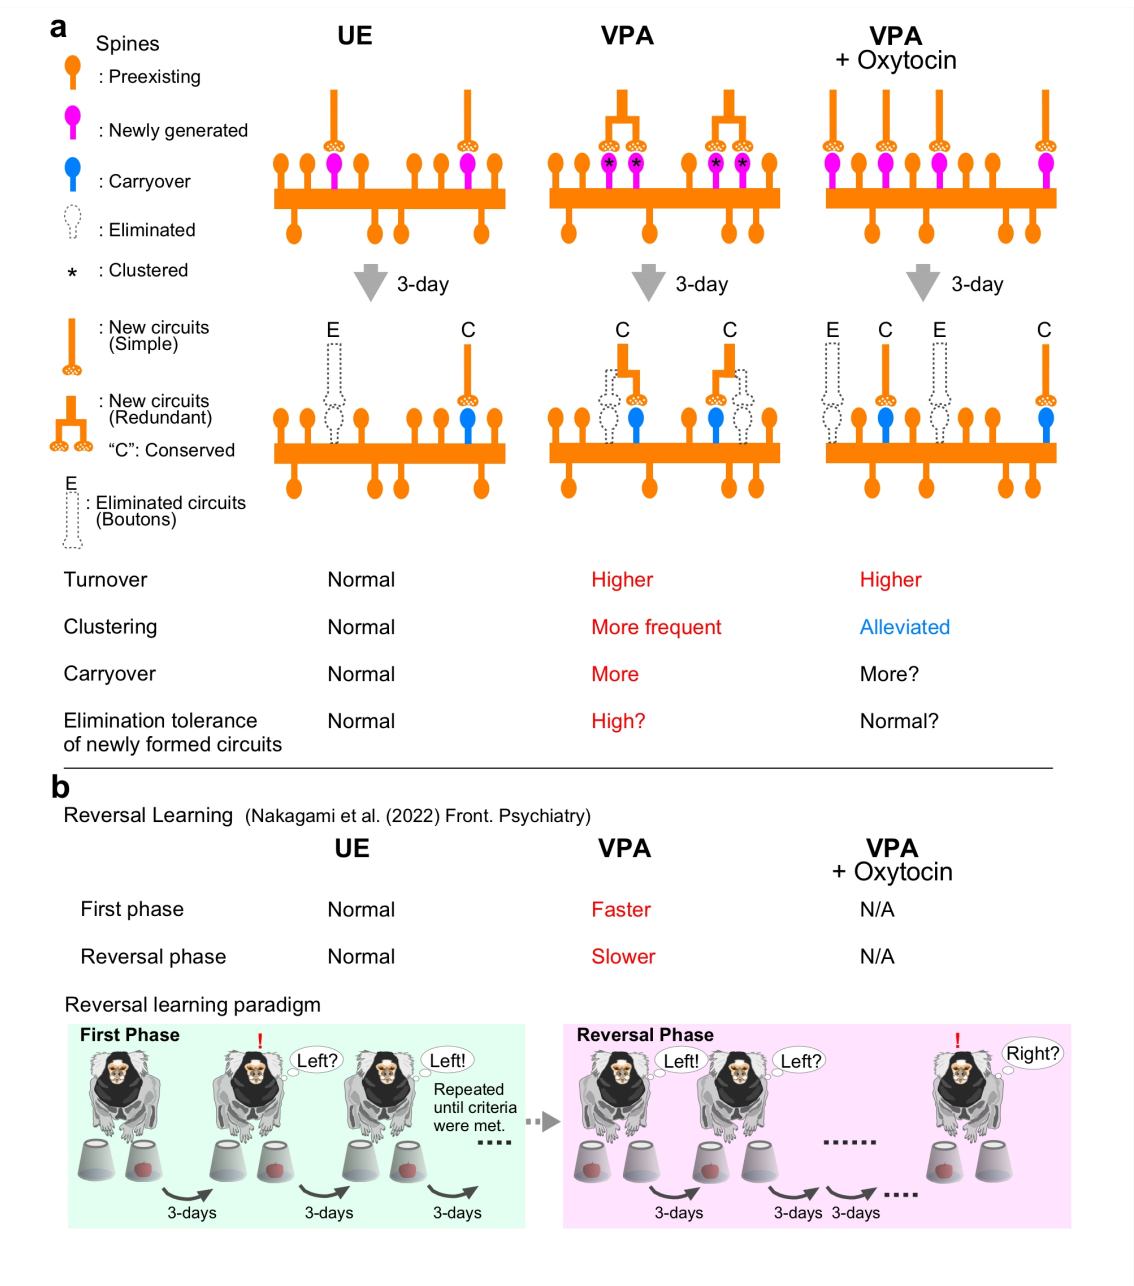 a
Spines
: Preexisting
: Newly generated
: Carryover
: Eliminated
* : Clustered
: New circuits
(Simple)
: New circuits
(Redundant)
“C”: Conserved
E
: Eliminated circuits
(Boutons)
UE
VPA
VPA
+ Oxytocin
* * * *
3-day
3-day
3-day
E C
C C
E C E C
Turnover Normal Higher Higher
Clustering Normal More frequent Alleviated
Carryover Normal More More?
Elimination tolerance
of newly formed circuits Normal High? Normal?
b
Reversal Learning (Nakagami et al. (2022) Front. Psychiatry)
UE VPA VPA
+ Oxytocin
First phase Normal Faster N/A
Reversal phase Normal Slower N/A
Reversal learning paradigm
First Phase
!
Left?
Left!
Repeated
until criteria
were met.
3-days
3-days
3-days
Reversal Phase
Left!
Left?
!
Right?
3-days
3-days
3-days